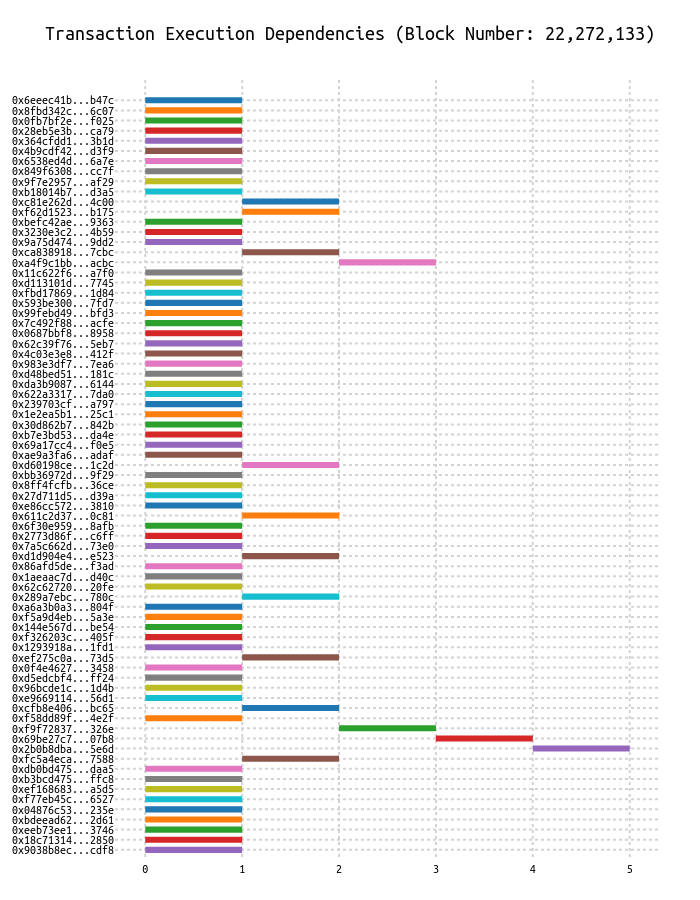 Transaction Execution Dependencies (Block Number: 22,272,133)
0x6eeec41b...b47c
0x8fbd342c...6c07
0x0fb7bf2e...f025
0x28eb5e3b...ca79
0x364cfdd1...3b1d
0x4b9cdf42...d3f9
0x6538ed4d...6a7e
0x849f6308...cc7f
0x9f7e2957...af29
0xb18014b7...d3a5
0xc81e262d...4c00
0xf62d1523...b175
0xbefc42ae...9363
0x3230e3c2...4b59
0x9a75d474...9dd2
0xca838918...7cbc
0xa4f9c1bb...acbc
0x11c622f6...a7f0
0xd113101d...7745
0xfbd17869...1d84
0x593be300...7fd7
0x99febd49...bfd3
0x7c492f88...acfe
0x0687bbf8...8958
0x62c39f76...5eb7
0x4c03e3e8...412f
0x983e3df7...7ea6
0xd48bed51...181c
0xda3b9087...6144
0x622a3317...7da0
0x239703cf...a797
0x1e2ea5b1...25c1
0x30d862b7...842b
0xb7e3bd53...da4e
0x69a17cc4...f0e5
0xae9a3fa6...adaf
0xd60198ce...1c2d
0xbb36972d...9f29
0x8ff4fcfb...36ce
0x27d711d5...d39a
0xe86cc572...3810
0x611c2d37...0c81
0x6f30e959...8afb
0x2773d86f...c6ff
0x7a5c662d...73e0
0xd1d904e4...e523
0x86afd5de...f3ad
0x1aeaac7d...d40c
0x62c62720...20fe
0x289a7ebc...780c
0xa6a3b0a3...804f
0xf5a9d4eb...5a3e
0x144e567d...be54
0xf326203c...405f
0x1293918a...1fd1
0xef275c0a...73d5
0x0f4e4627...3458
0xd5edcbf4...ff24
0x96bcde1c...1d4b
0xe9669114...56d1
0xcfb8e406...bc65
0xf58dd89f...4e2f
0xf9f72837...326e
0x69be27c7...07b8
0x2b0b8dba...5e6d
0xfc5a4eca...7588
0xdb0bd475...daa5
0xb3bcd475...ffc8
0xef168683...a5d5
0xf77eb45c...6527
0x04876c53...235e
0xbdeead62...2d61
0xeeb73ee1...3746
0x18c71314...2850
0x9038b8ec...cdf8
0 1 2 3 4 5